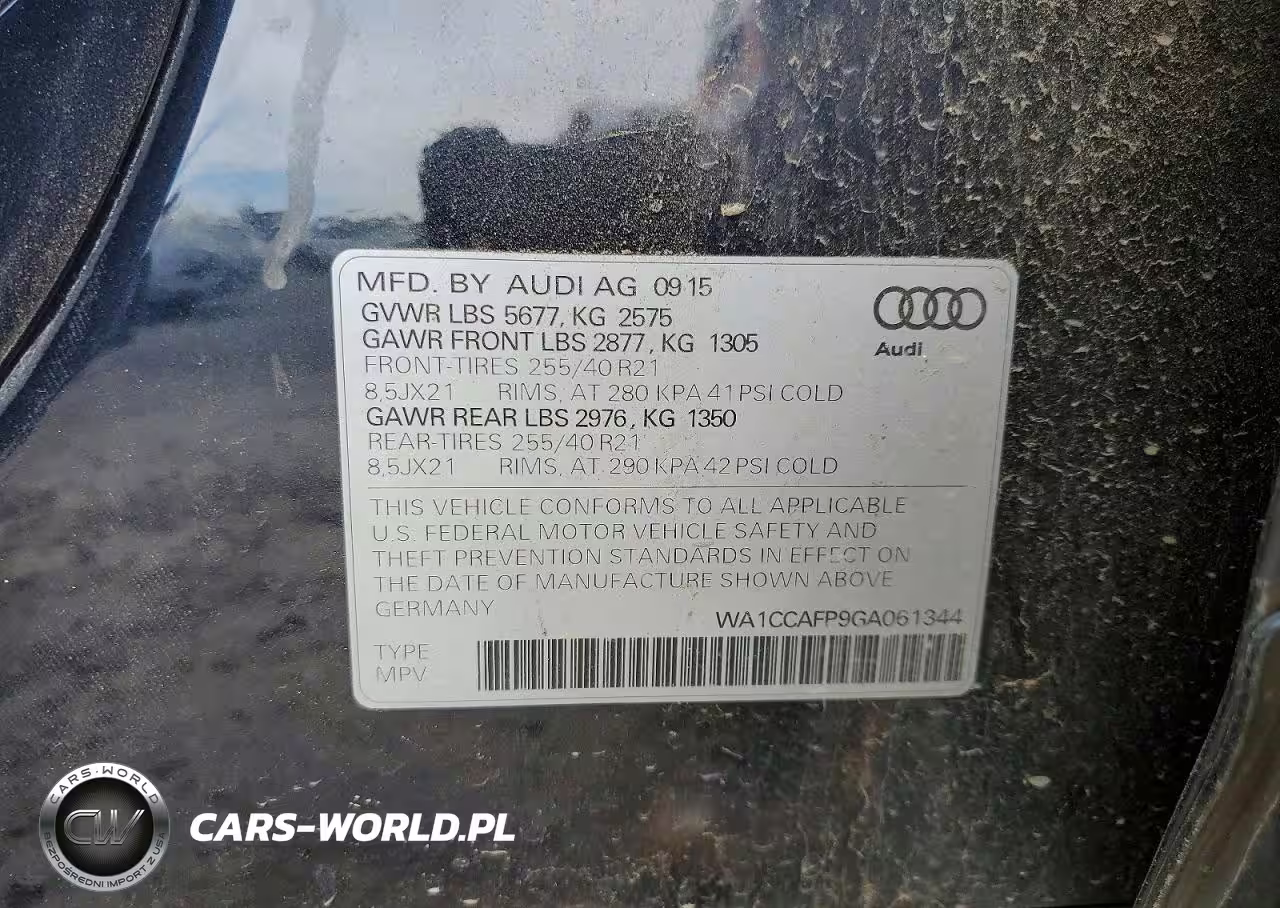 MFD. BY AUDI AG 09 15
GVWR LBS 5677, KG 2575
GAWR FRONT LBS 2877, KG 1305
FRONT-TIRES 255/40 R21
8,5JX21 RIMS, AT 280 KPA 41 PSI COLD
GAWR REAR LBS 2976, KG 1350
REAR-TIRES 255/40 R21
8,5JX21 RIMS, AT 290 KPA 42 PSI COLD
Audi
THIS VEHICLE CONFORMS TO ALL APPLICABLE
U.S. FEDERAL MOTOR VEHICLE SAFETY AND
THEFT PREVENTION STANDARDS IN EFFECT ON
THE DATE OF MANUFACTURE SHOWN ABOVE
GERMANY
WA1CCAFP9GA061344
TYPE
MPV
CARS-WORLD
CW
BEZPOŚREDNI IMPORT Z USA
CARS-WORLD.PL